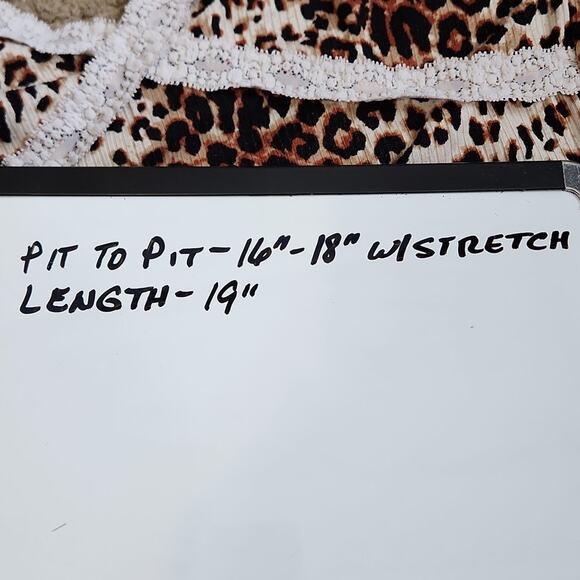 PIT TO PIT - 16" - 18" W/STRETCH
LENGTH - 19"